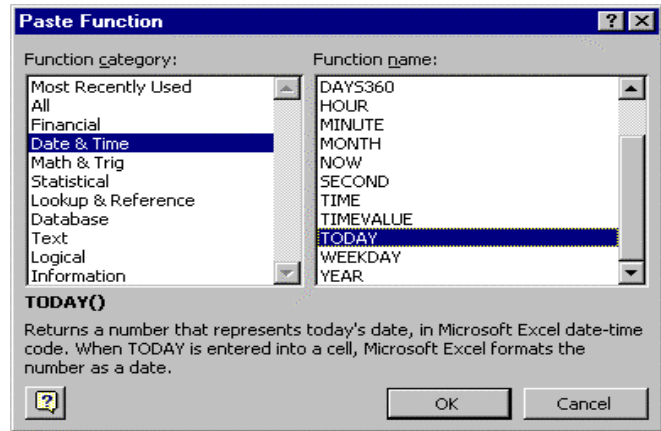 Paste Function
Function category:
Most Recently Used
All
Financial
Date & Time
Math & Trig
Statistical
Lookup & Reference
Database
Text
Logical
Information
Function name:
DAYS360
HOUR
MINUTE
MONTH
NOW
SECOND
TIME
TIMEVALUE
TODAY
WEEKDAY
YEAR
TODAY()
Returns a number that represents today's date, in Microsoft Excel date-time
code. When TODAY is entered into a cell, Microsoft Excel formats the
number as a date.
OK
Cancel